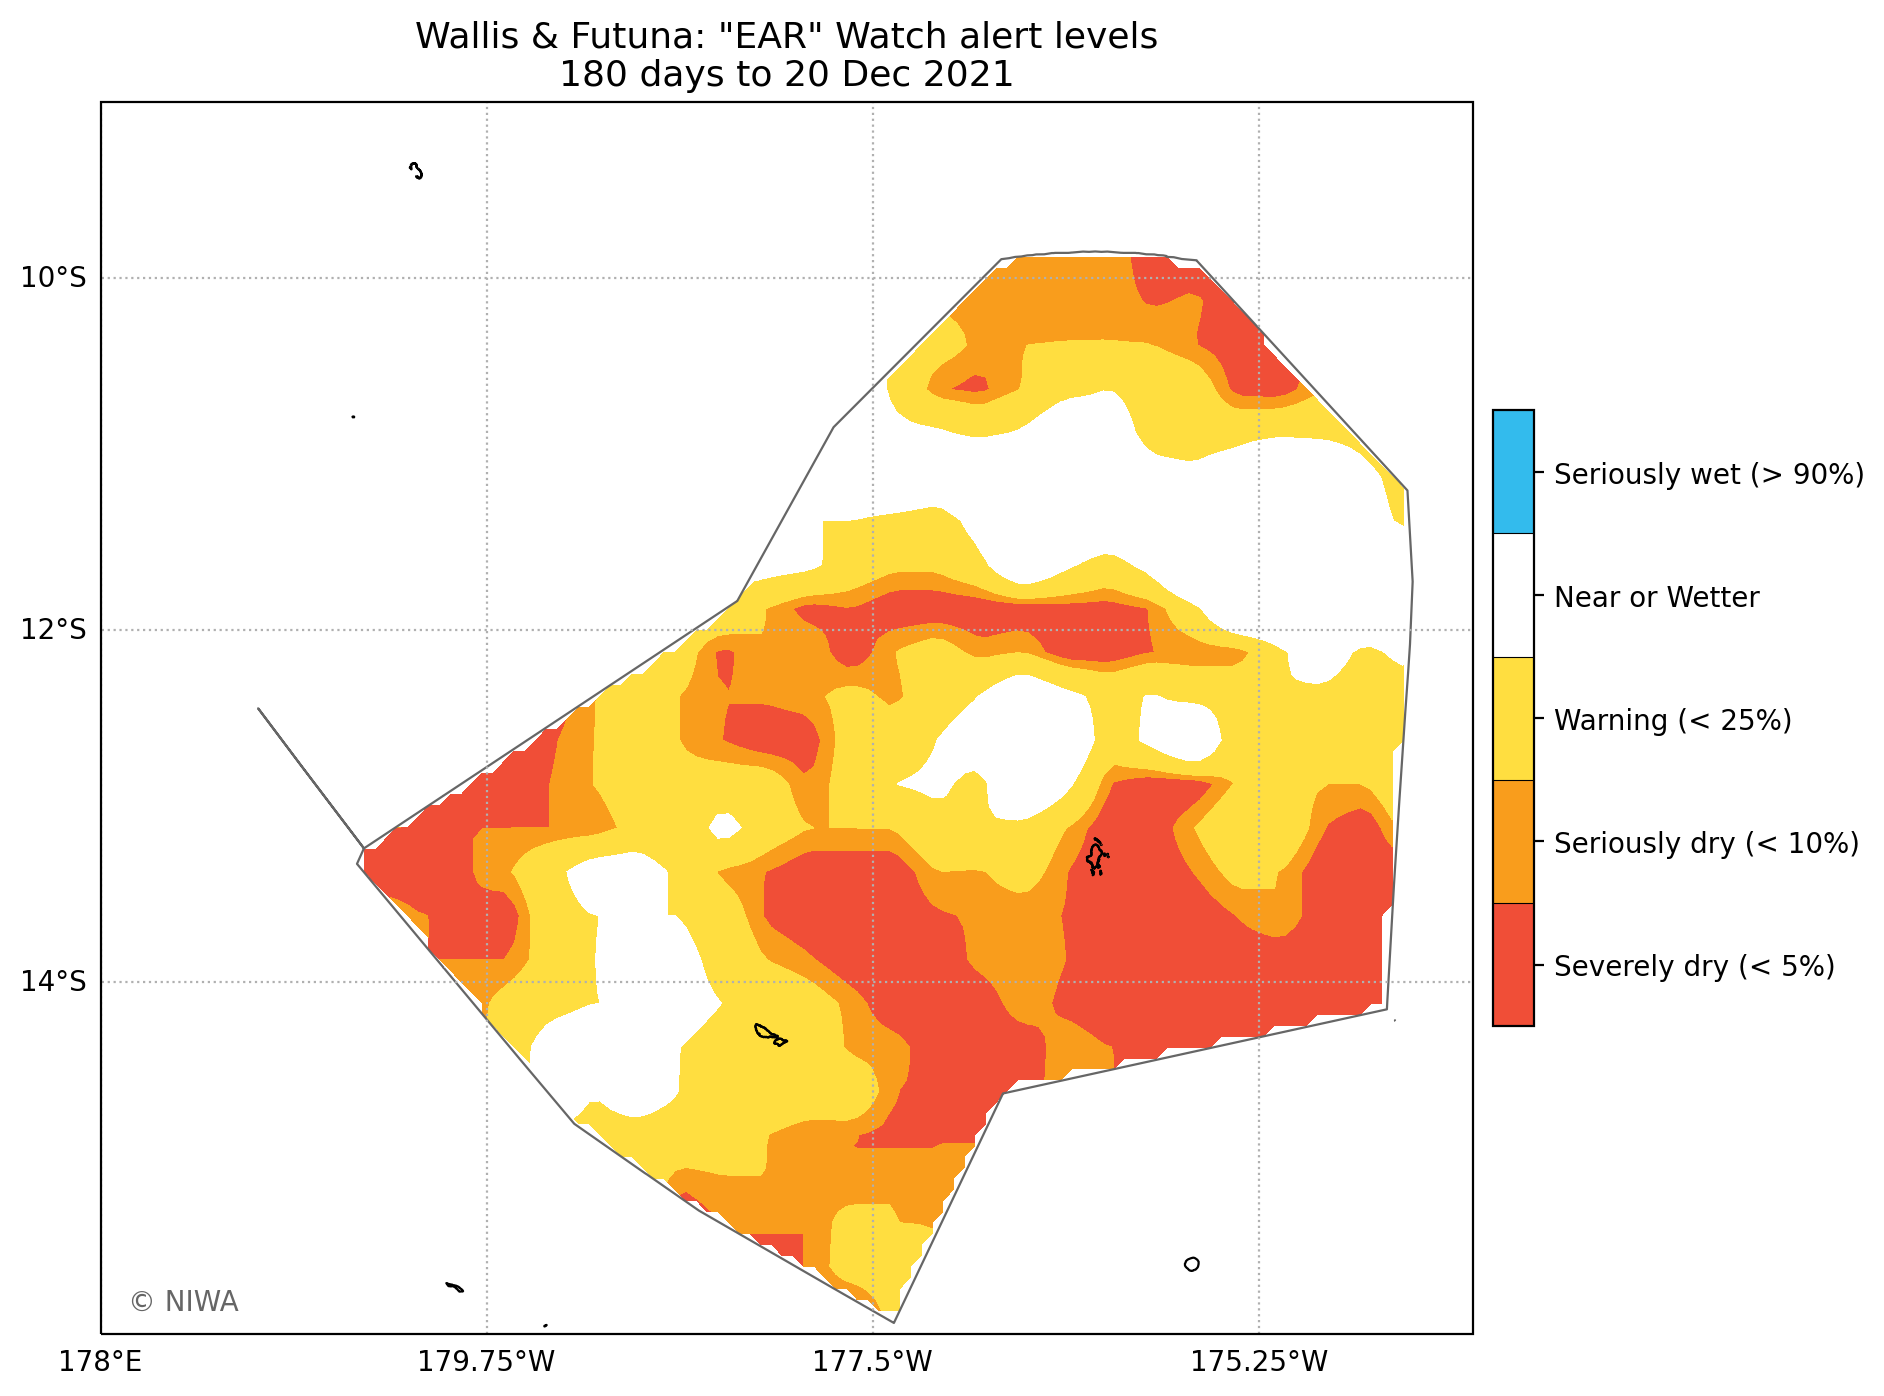 Wallis & Futuna: "EAR" Watch alert levels
180 days to 20 Dec 2021
10°S
12°S
14°S
178°E
179.75°W
177.5°W
175.25°W
Seriously wet (> 90%)
Near or Wetter
Warning (< 25%)
Seriously dry (< 10%)
Severely dry (< 5%)
© NIWA